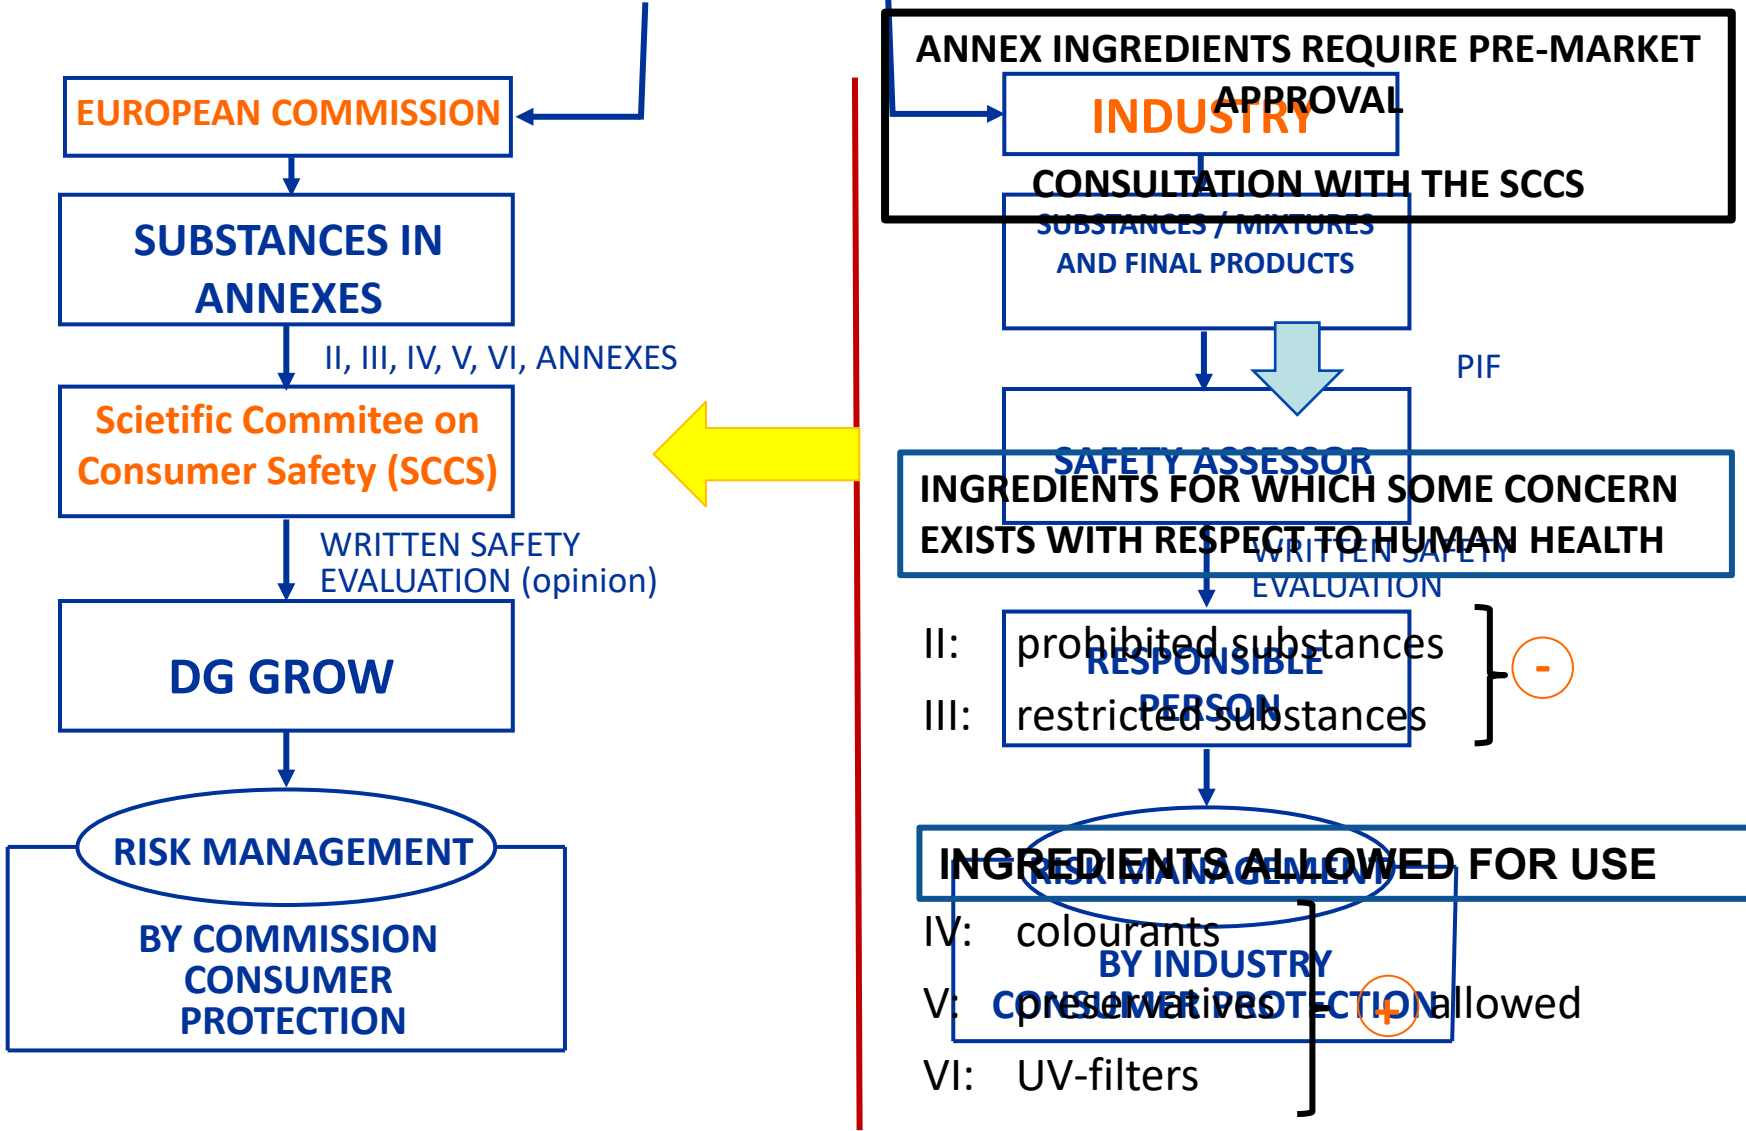 EUROPEAN COMMISSION
SUBSTANCES IN
ANNEXES
II, III, IV, V, VI, ANNEXES
Scietific Commitee on
Consumer Safety (SCCS)
WRITTEN SAFETY
EVALUATION (opinion)
DG GROW
RISK MANAGEMENT
BY COMMISSION
CONSUMER
PROTECTION
ANNEX INGREDIENTS REQUIRE PRE-MARKET
APPROVAL
CONSULTATION WITH THE SCCS
INDUSTRY
SUBSTANCES / MIXTURES
AND FINAL PRODUCTS
PIF
SAFETY ASSESSOR
INGREDIENTS FOR WHICH SOME CONCERN
EXISTS WITH RESPECT TO HUMAN HEALTH
WRITTEN SAFETY
EVALUATION
RESPONSIBLE
PERSON
II: prohibited substances
III: restricted substances
-
INGREDIENTS ALLOWED FOR USE
RISK MANAGEMENT
BY INDUSTRY
CONSUMER PROTECTION
IV: colourants
V: preservatives + allowed
VI: UV-filters